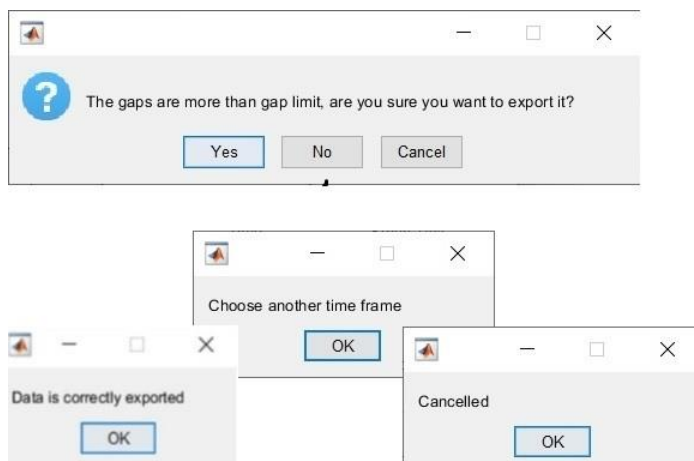 The gaps are more than gap limit, are you sure you want to export it?
Yes No Cancel
Choose another time frame
OK
Data is correctly exported
OK
Cancelled
OK